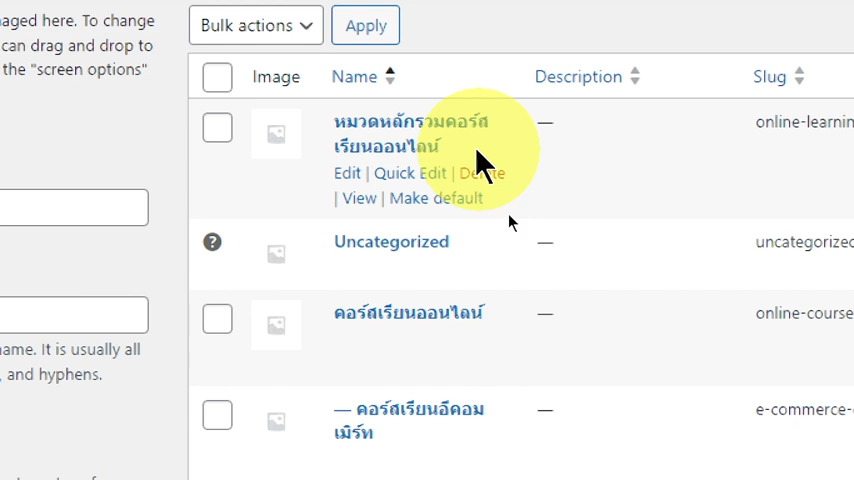 naged here. To change
can drag and drop to
the "screen options"
Bulk actions Apply
Image Name Description Slug
หมวดหลักรวมคอร์ส — online-learnin
เรียนออนไลน์
Edit | Quick Edit | Delete
| View | Make default
Uncategorized — uncategorized
คอร์สเรียนออนไลน์ — online-course
name. It is usually all
, and hyphens.
— คอร์สเรียนอีคอม — e-commerce-
เมิร์ท